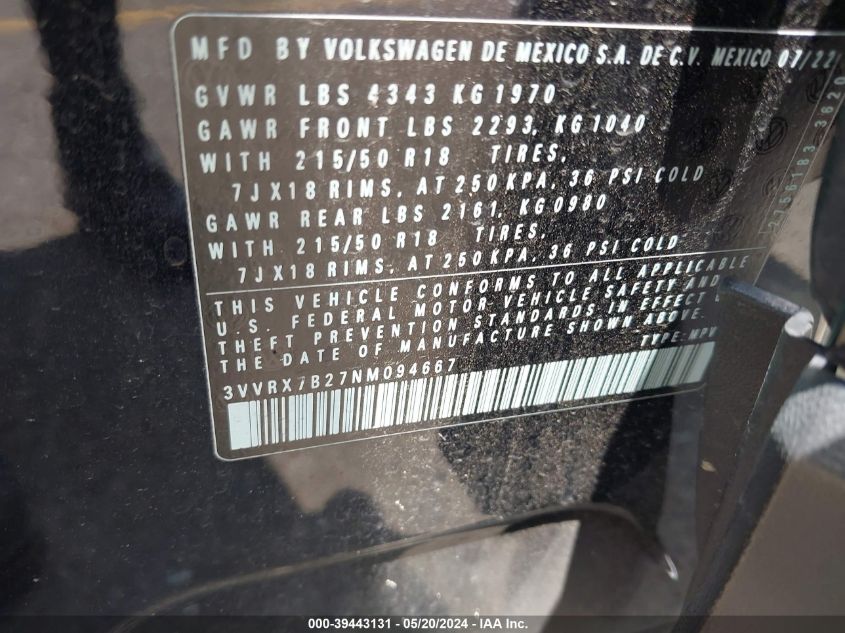 MFD BY VOLKSWAGEN DE MEXICO S.A. DE C.V. MEXICO 07/22
GVWR LBS 4343 KG 1970
GAWR FRONT LBS 2293, KG 1040
WITH 215/50 R18 TIRES,
7JX18 RIMS, AT 250 KPA, 36 PSI COLD
GAWR REAR LBS 2161, KG 0980
WITH 215/50 R18 TIRES,
7JX18 RIMS, AT 250 KPA, 36 PSI COLD
THIS VEHICLE CONFORMS TO ALL APPLICABLE
U.S. FEDERAL MOTOR VEHICLE SAFETY AND
THEFT PREVENTION STANDARDS IN EFFECT
THE DATE OF MANUFACTURE SHOWN ABOVE.
TYPE: MPV
3VVRX7B27NM094667
3620
000-39443131 - 05/20/2024 - IAA Inc.